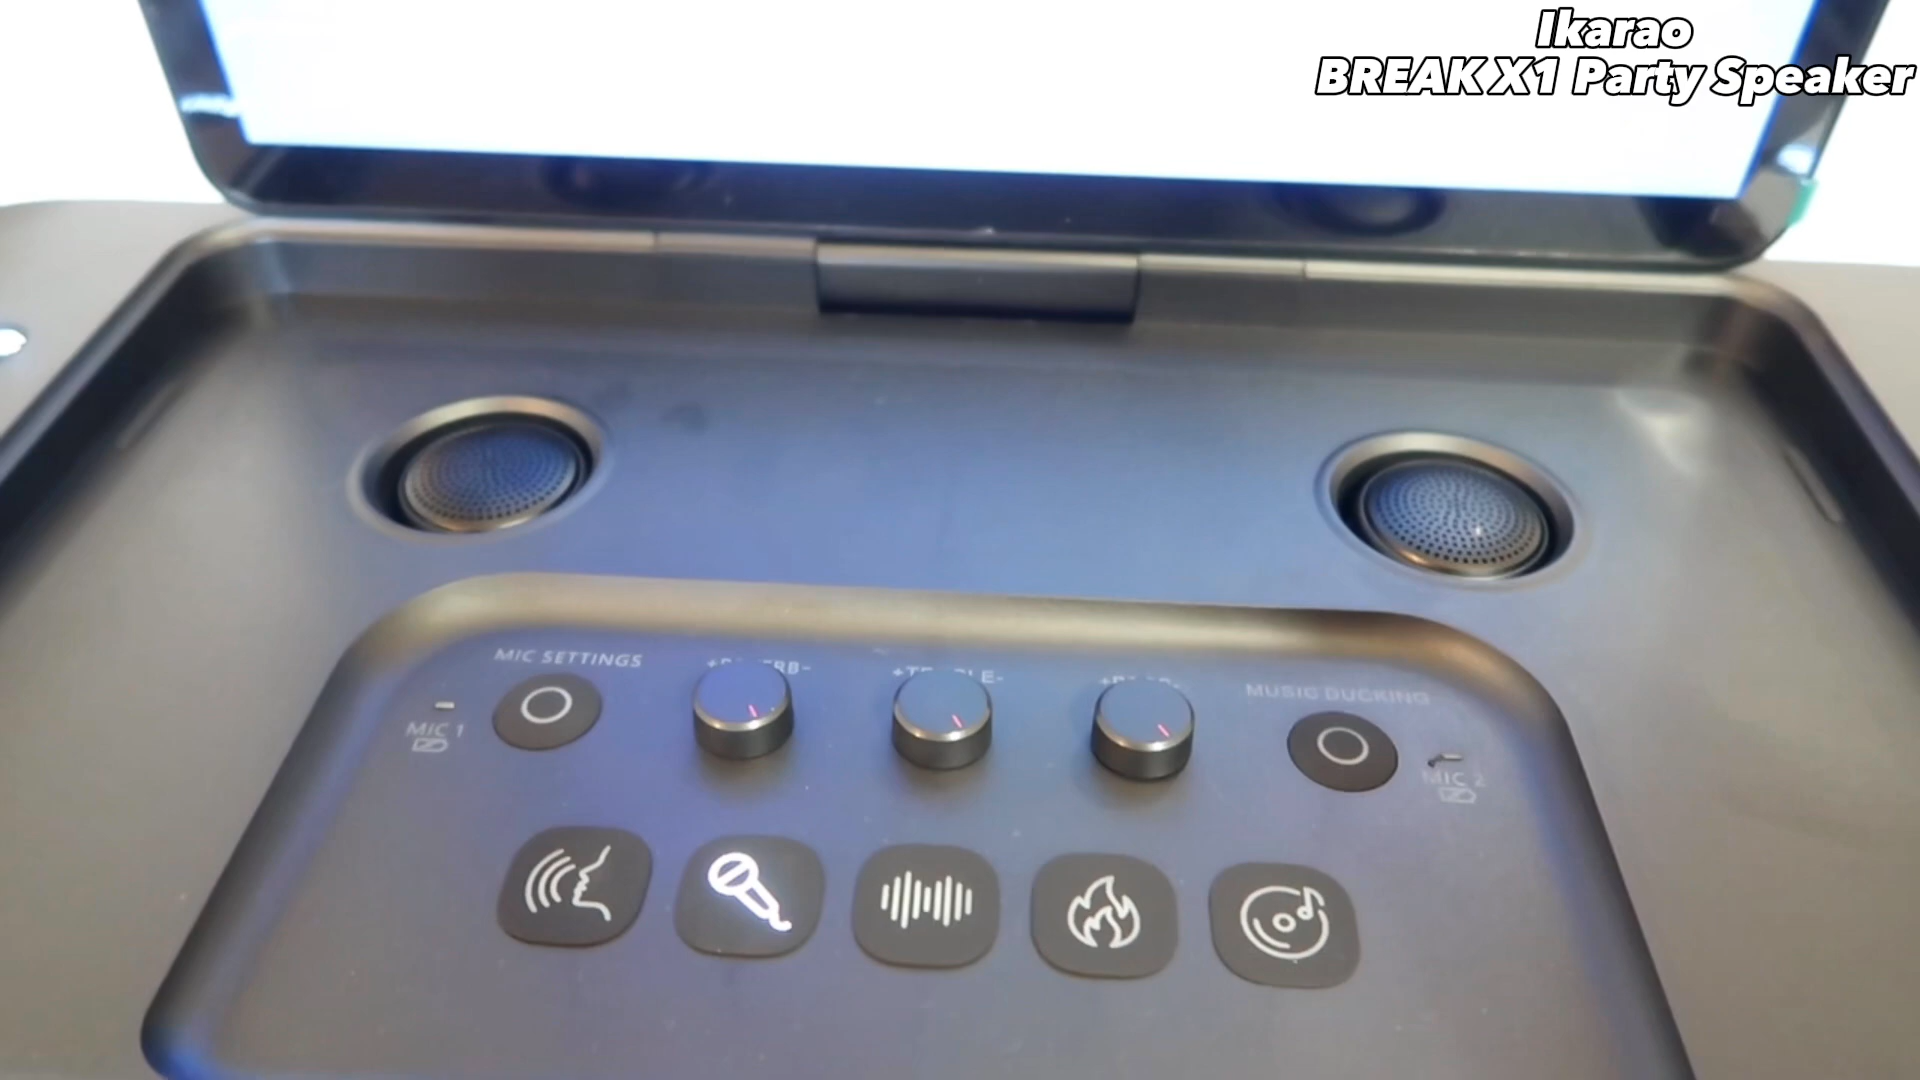 Ikarao
BREAK X1 Party Speaker
MIC SETTINGS
MUSIC DUCKING
MIC 1
MIC 2